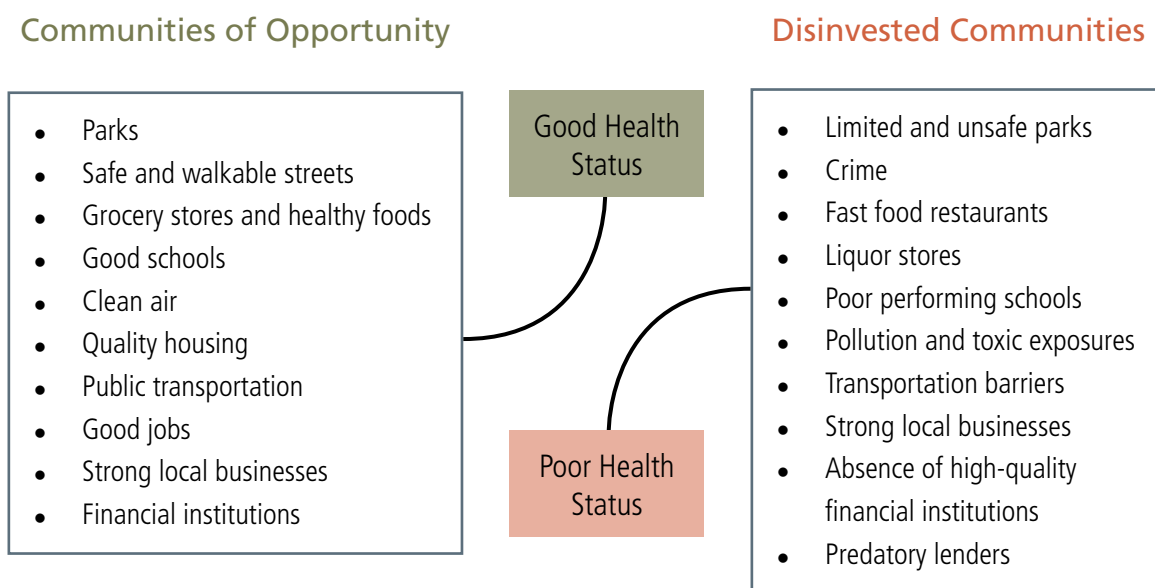 Communities of Opportunity
• Parks
• Safe and walkable streets
• Grocery stores and healthy foods
• Good schools
• Clean air
• Quality housing
• Public transportation
• Good jobs
• Strong local businesses
• Financial institutions
Good Health
Status
Poor Health
Status
Disinvested Communities
• Limited and unsafe parks
• Crime
• Fast food restaurants
• Liquor stores
• Poor performing schools
• Pollution and toxic exposures
• Transportation barriers
• Strong local businesses
• Absence of high-quality
financial institutions
• Predatory lenders